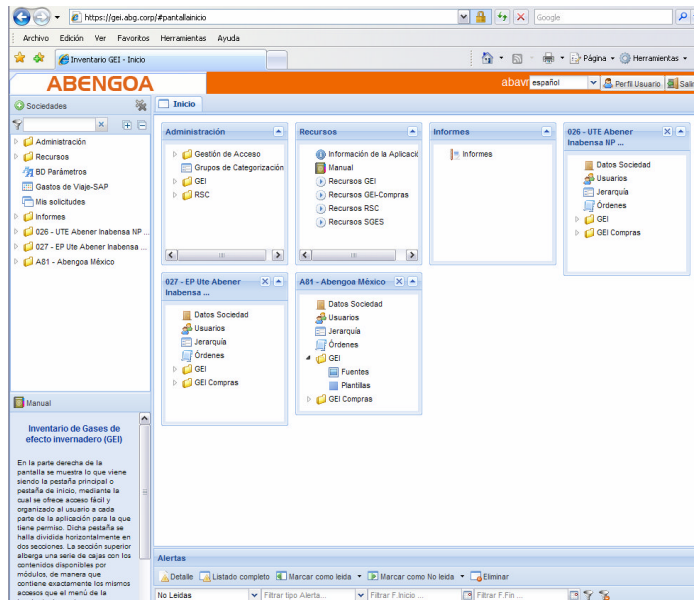 https://gei.abg.corp/#pantallainicio
Google
Archivo Edición Ver Favoritos Herramientas Ayuda
Inventario GEI - Inicio
Página Herramientas
ABENGOA
español
Perfil Usuario
Salir
Sociedades
Inicio
Administración
Recursos
BD Parámetros
Gastos de Viaje-SAP
Mis solicitudes
Informes
026 - UTE Abener Inabensa NP ...
027 - EP Ute Abener Inabensa ...
A81 - Abengoa México
Administración
Gestión de Acceso
Grupos de Categorización
GEI
RSC
Recursos
Información de la Aplicació
Manual
Recursos GEI
Recursos GEI-Compras
Recursos RSC
Recursos SGES
Informes
Informes
026 - UTE Abener
Inabensa NP ...
Datos Sociedad
Usuarios
Jerarquía
Órdenes
GEI
GEI Compras
027 - EP Ute Abener
Inabensa ...
Datos Sociedad
Usuarios
Jerarquía
Órdenes
GEI
GEI Compras
A81 - Abengoa México
Datos Sociedad
Usuarios
Jerarquía
Órdenes
GEI
Fuentes
Plantillas
GEI Compras
Manual
Inventario de Gases de
efecto invernadero (GEI)
En la parte derecha de la
pantalla se muestra lo que viene
siendo la pestaña principal o
pestaña de inicio, mediante la
cual se ofrece acceso fácil y
organizado al usuario a cada
parte de la aplicación para la que
tiene permiso. Dicha pestaña se
halla dividida horizontalmente en
dos secciones. La sección superior
alberga una serie de cajas con los
contenidos disponibles por
módulos, de manera que
contiene exactamente los mismos
accesos que el menú de la
Alertas
Detalle Listado completo Marcar como leída Marcar como No leída Eliminar
No Leidas Filtrar tipo Alerta... Filtrar F.Inicio ... Filtrar F.Fin ...